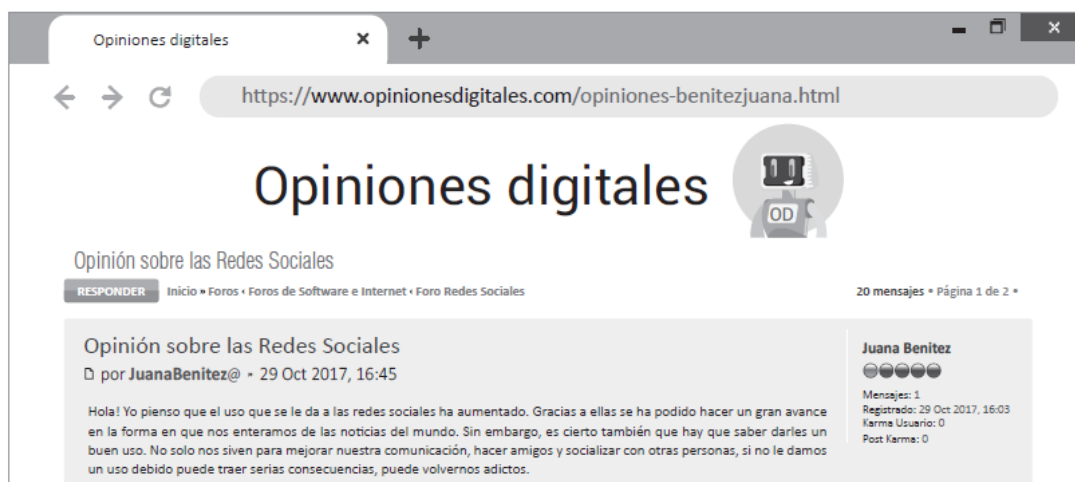 Opiniones digitales
https://www.opinionesdigitales.com/opiniones-benitezjuana.html
Opiniones digitales
OD
Opinión sobre las Redes Sociales
RESPONDER Inicio » Foros ‹ Foros de Software e Internet ‹ Foro Redes Sociales 20 mensajes • Página 1 de 2 •
Opinión sobre las Redes Sociales
por JuanaBenitez@ - 29 Oct 2017, 16:45
Hola! Yo pienso que el uso que se le da a las redes sociales ha aumentado. Gracias a ellas se ha podido hacer un gran avance
en la forma en que nos enteramos de las noticias del mundo. Sin embargo, es cierto también que hay que saber darles un
buen uso. No solo nos siven para mejorar nuestra comunicación, hacer amigos y socializar con otras personas, si no le damos
un uso debido puede traer serias consecuencias, puede volvernos adictos.
Juana Benitez
Mensajes: 1
Registrado: 29 Oct 2017, 16:03
Karma Usuario: 0
Post Karma: 0